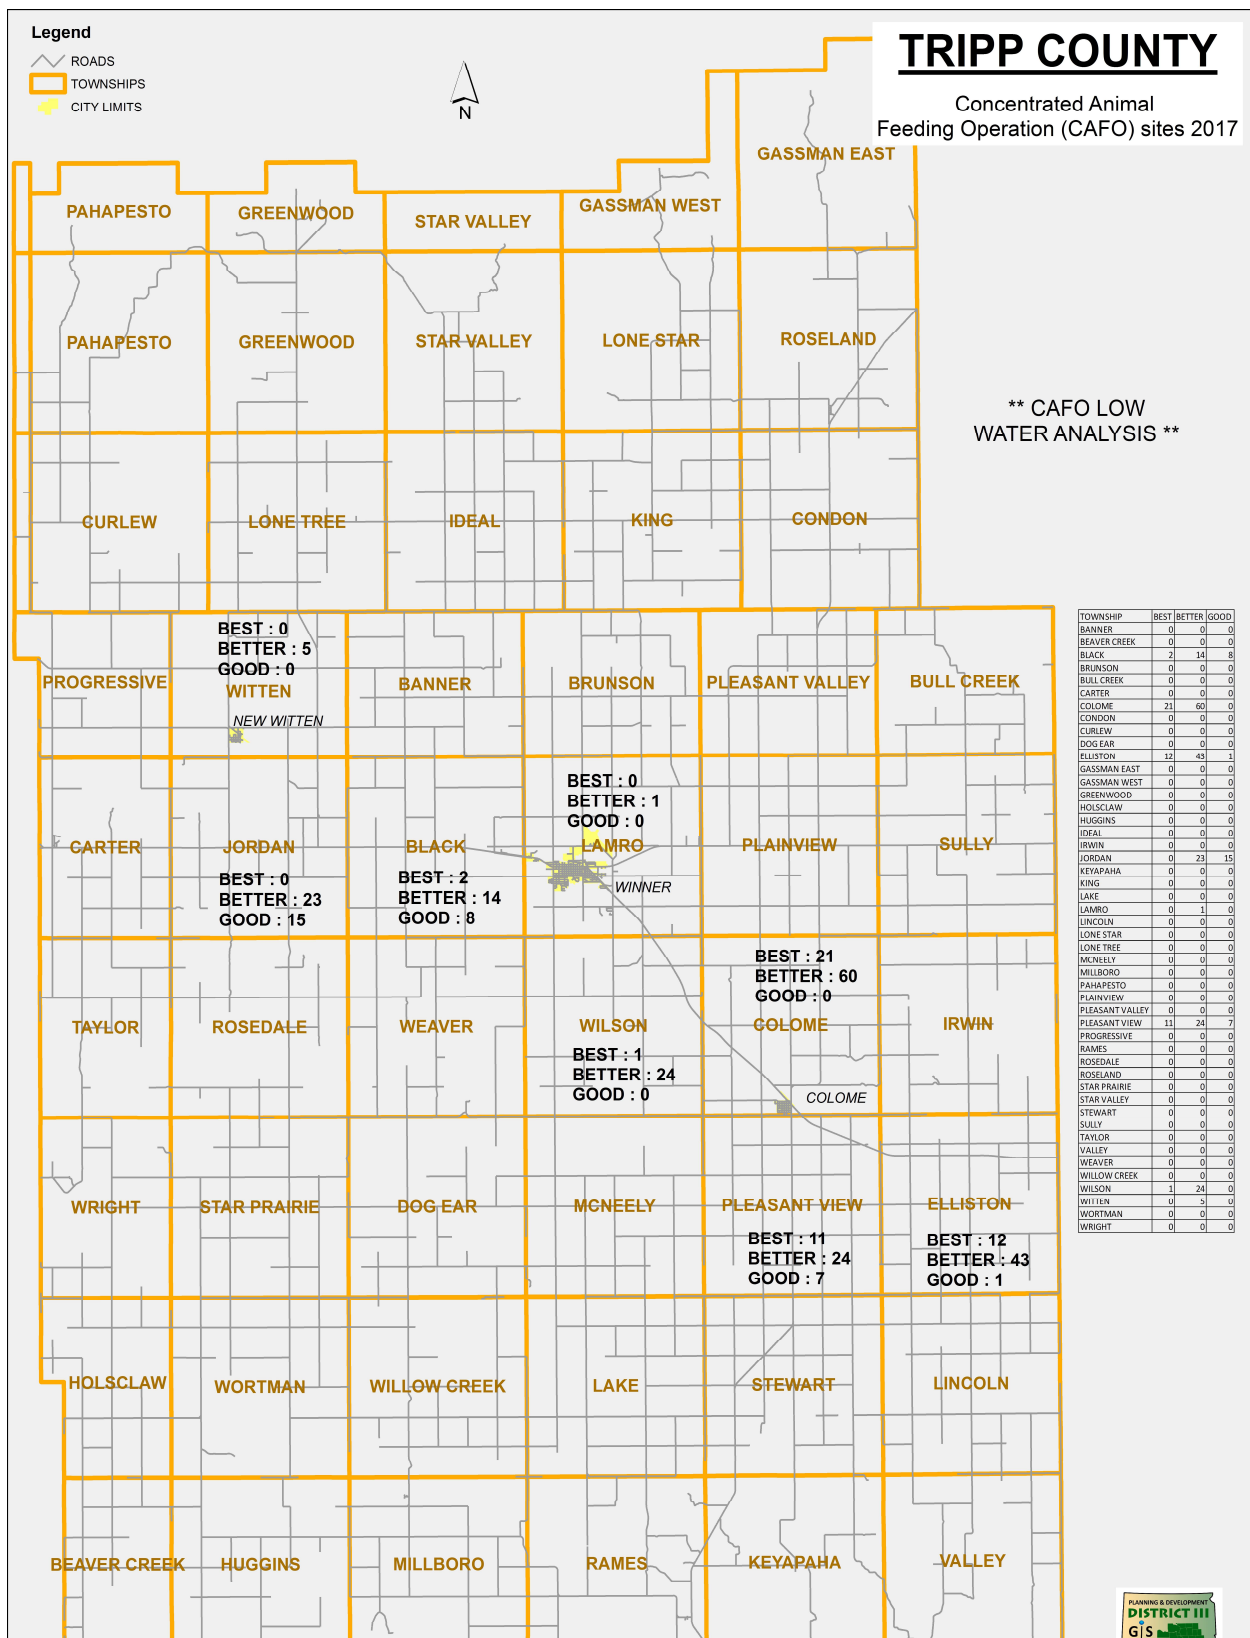 Legend
ROADS
TOWNSHIPS
CITY LIMITS
N
TRIPP COUNTY
Concentrated Animal
Feeding Operation (CAFO) sites 2017
GASSMAN EAST
PAHAPESTO
GREENWOOD
STAR VALLEY
GASSMAN WEST
PAHAPESTO
GREENWOOD
STAR VALLEY
LONE STAR
ROSELAND
** CAFO LOW
WATER ANALYSIS **
CURLEW
LONE TREE
IDEAL
KING
CONDON
BEST : 0
BETTER : 5
GOOD : 0
PROGRESSIVE
WITTEN
BANNER
BRUNSON
PLEASANT VALLEY
BULL CREEK
NEW WITTEN
BEST : 0
BETTER : 1
GOOD : 0
CARTER
JORDAN
BLACK
LAMRO
PLAINVIEW
SULLY
BEST : 0
BETTER : 23
GOOD : 15
BEST : 2
BETTER : 14
GOOD : 8
WINNER
BEST : 21
BETTER : 60
GOOD : 0
TAYLOR
ROSEDALE
WEAVER
WILSON
COLOME
IRWIN
BEST : 1
BETTER : 24
GOOD : 0
COLOME
WRIGHT
STAR PRAIRIE
DOG EAR
MCNEELY
PLEASANT VIEW
ELLISTON
BEST : 11
BETTER : 24
GOOD : 7
BEST : 12
BETTER : 43
GOOD : 1
HOLSCLAW
WORTMAN
WILLOW CREEK
LAKE
STEWART
LINCOLN
BEAVER CREEK
HUGGINS
MILLBORO
RAMES
KEYAPAHA
VALLEY
TOWNSHIP BEST BETTER GOOD
BANNER 0 0 0
BEAVER CREEK 0 0 0
BLACK 2 14 8
BRUNSON 0 0 0
BULL CREEK 0 0 0
CARTER 0 0 0
COLOME 21 60 0
CONDON 0 0 0
CURLEW 0 0 0
DOG EAR 0 0 0
ELLISTON 12 43 1
GASSMAN EAST 0 0 0
GASSMAN WEST 0 0 0
GREENWOOD 0 0 0
HOLSCLAW 0 0 0
HUGGINS 0 0 0
IDEAL 0 0 0
IRWIN 0 0 0
JORDAN 0 23 15
KEYAPAHA 0 0 0
KING 0 0 0
LAKE 0 0 0
LAMRO 0 1 0
LINCOLN 0 0 0
LONE STAR 0 0 0
LONE TREE 0 0 0
MCNEELY 0 0 0
MILLBORO 0 0 0
PAHAPESTO 0 0 0
PLAINVIEW 0 0 0
PLEASANT VALLEY 0 0 0
PLEASANT VIEW 11 24 7
PROGRESSIVE 0 0 0
RAMES 0 0 0
ROSEDALE 0 0 0
ROSELAND 0 0 0
STAR PRAIRIE 0 0 0
STAR VALLEY 0 0 0
STEWART 0 0 0
SULLY 0 0 0
TAYLOR 0 0 0
VALLEY 0 0 0
WEAVER 0 0 0
WILLOW CREEK 0 0 0
WILSON 1 24 0
WITTEN 0 5 0
WORTMAN 0 0 0
WRIGHT 0 0 0
PLANNING & DEVELOPMENT
DISTRICT III
GIS